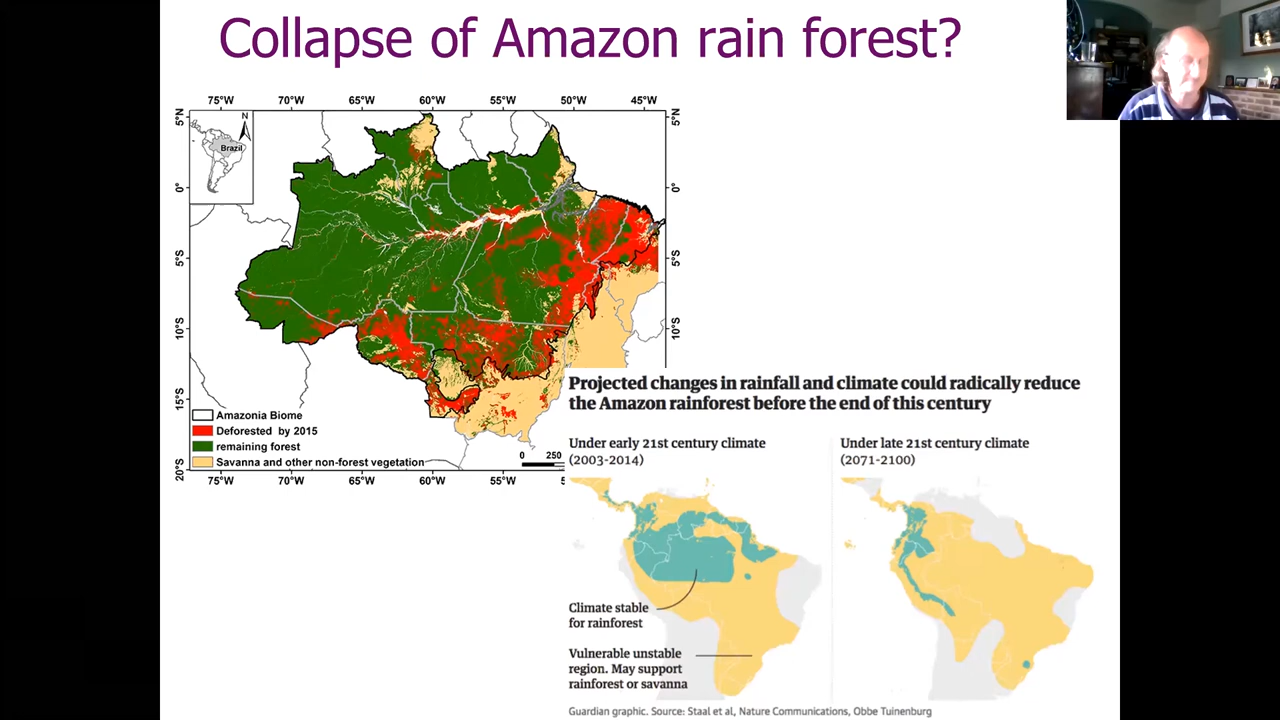 Collapse of Amazon rain forest?
75°W 70°W 65°W 60°W 55°W 50°W 45°W
5°N
0°
5°S
10°S
15°S
20°S
N
Brazil
5°N
0°
5°S
10°S
Amazonia Biome
Deforested by 2015
remaining forest
Savanna and other non-forest vegetation
0 250
75°W 70°W 65°W 60°W 55°W
Projected changes in rainfall and climate could radically reduce
the Amazon rainforest before the end of this century
Under early 21st century climate
(2003-2014)
Under late 21st century climate
(2071-2100)
Climate stable
for rainforest
Vulnerable unstable
region. May support
rainforest or savanna
Guardian graphic. Source: Staal et al, Nature Communications, Obbe Tuinenburg